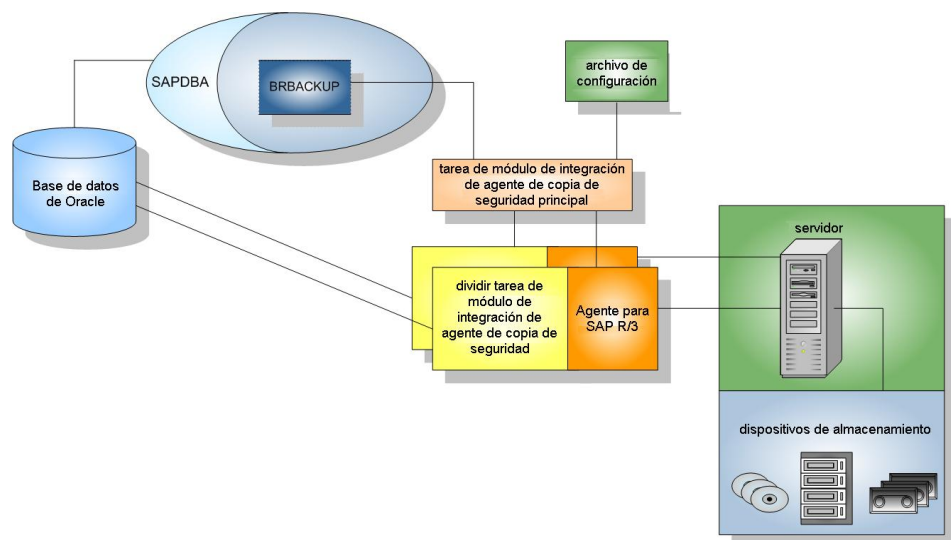 SAPDBA
BRBACKUP
archivo de
configuración
Base de datos
de Oracle
tarea de módulo de integración
de agente de copia de
seguridad principal
dividir tarea de
módulo de
integración de
agente de copia de
seguridad
Agente para
SAP R/3
servidor
dispositivos de almacenamiento